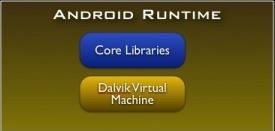 ANDROID RUNTIME
Core Libraries
Dalvik Virtual
Machine